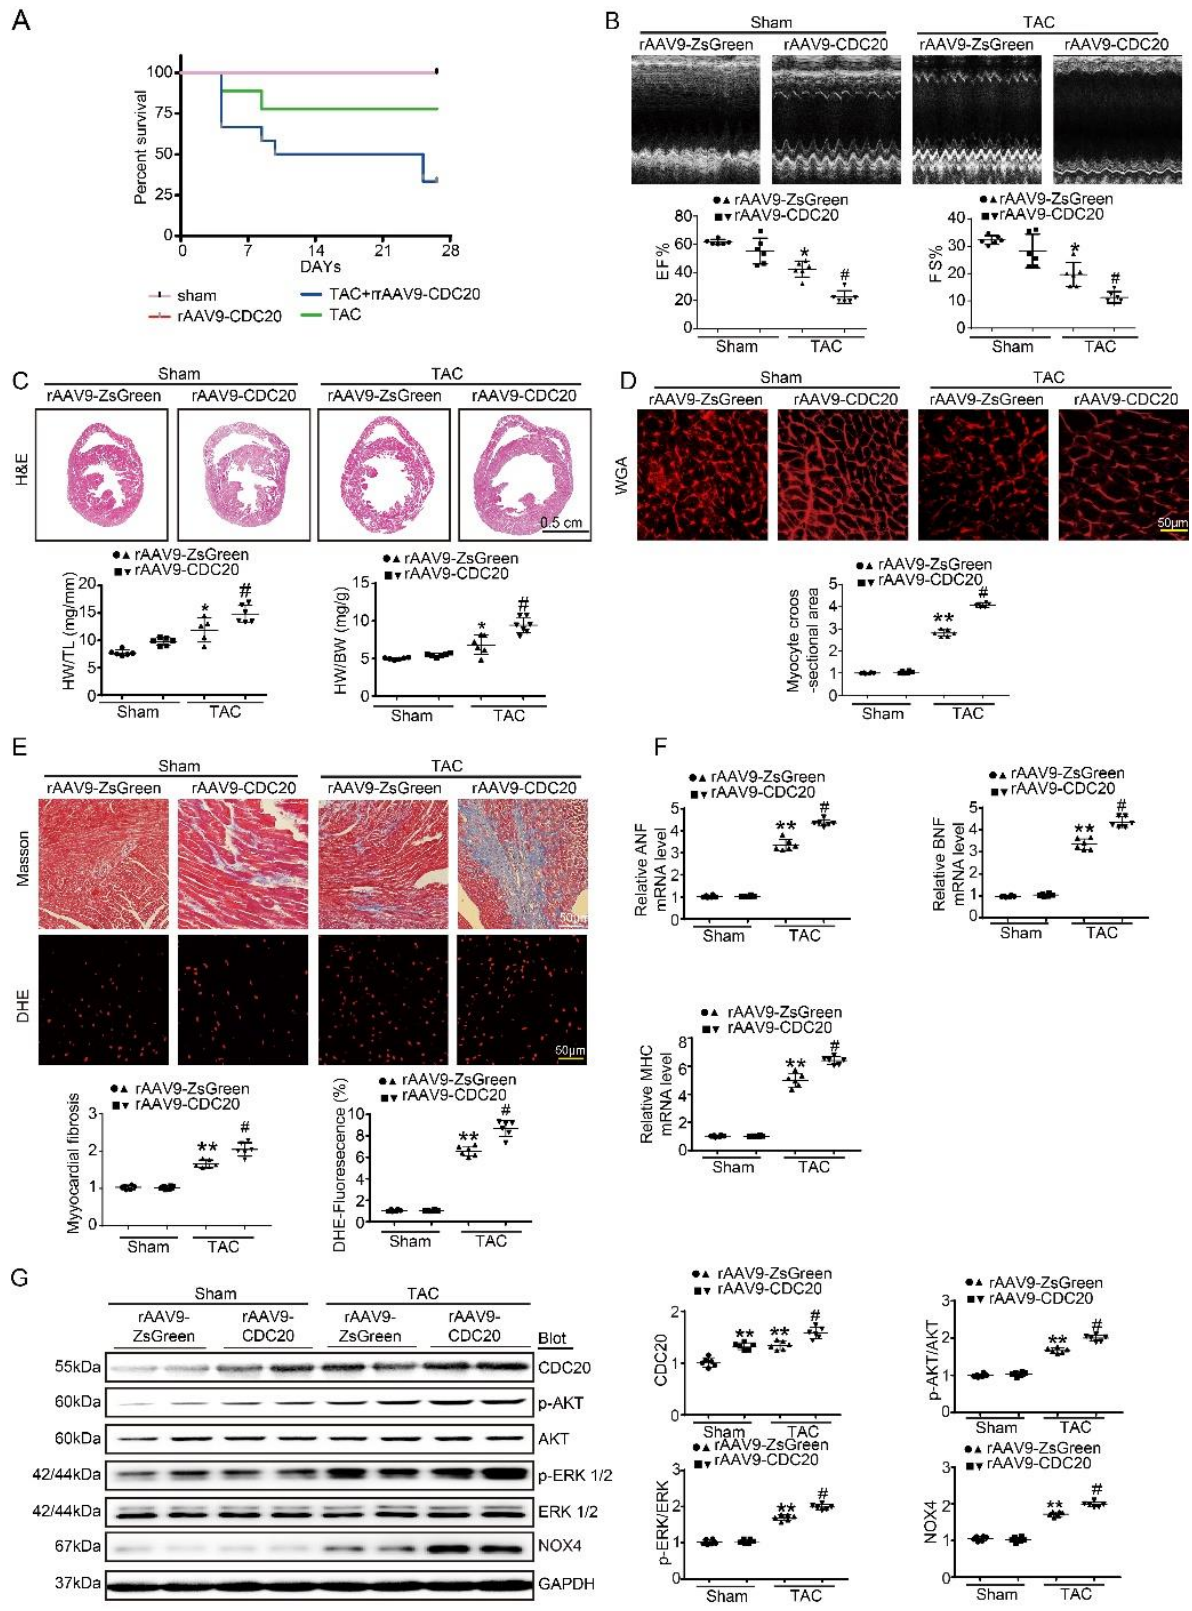 A
Percent survival
100
75
50
25
0
0 7 14 21 28
DAYs
sham
TAC+rrAAV9-CDC20
rAAV9-CDC20
TAC
B
Sham TAC
rAAV9-ZsGreen rAAV9-CDC20 rAAV9-ZsGreen rAAV9-CDC20
rAAV9-ZsGreen
rAAV9-CDC20
EF%
80
60
40
20
0
*
#
Sham TAC
rAAV9-ZsGreen
rAAV9-CDC20
FS%
40
30
20
10
0
*
#
Sham TAC
C
Sham TAC
rAAV9-ZsGreen rAAV9-CDC20 rAAV9-ZsGreen rAAV9-CDC20
H&E
0.5 cm
rAAV9-ZsGreen
rAAV9-CDC20
HW/TL (mg/mm)
20
15
10
5
0
*
#
Sham TAC
rAAV9-ZsGreen
rAAV9-CDC20
HW/BW (mg/g)
15
10
5
0
*
#
Sham TAC
D
Sham TAC
rAAV9-ZsGreen rAAV9-CDC20 rAAV9-ZsGreen rAAV9-CDC20
WGA
50μm
rAAV9-ZsGreen
rAAV9-CDC20
Myocyte croos
-sectional area
5
4
3
2
1
0
**
#
Sham TAC
E
Sham TAC
rAAV9-ZsGreen rAAV9-CDC20 rAAV9-ZsGreen rAAV9-CDC20
Masson
50μm
DHE
50μm
rAAV9-ZsGreen
rAAV9-CDC20
Myyocardial fibrosis
3
2
1
0
**
#
Sham TAC
rAAV9-ZsGreen
rAAV9-CDC20
DHE-Fluoresecence (%)
10
8
6
4
2
0
**
#
Sham TAC
F
rAAV9-ZsGreen
rAAV9-CDC20
Relative ANF
mRNA level
5
4
3
2
1
0
**
#
Sham TAC
rAAV9-ZsGreen
rAAV9-CDC20
Relative BNF
mRNA level
5
4
3
2
1
0
**
#
Sham TAC
rAAV9-ZsGreen
rAAV9-CDC20
Relative MHC
mRNA level
8
6
4
2
0
**
#
Sham TAC
G
Sham TAC
rAAV9- rAAV9- rAAV9- rAAV9-
ZsGreen CDC20 ZsGreen CDC20
Blot
55kDa CDC20
60kDa p-AKT
60kDa AKT
42/44kDa p-ERK 1/2
42/44kDa ERK 1/2
67kDa NOX4
37kDa GAPDH
rAAV9-ZsGreen
rAAV9-CDC20
CDC20
2
1
0
**
**
#
Sham TAC
rAAV9-ZsGreen
rAAV9-CDC20
p-AKT/AKT
3
2
1
0
**
#
Sham TAC
rAAV9-ZsGreen
rAAV9-CDC20
p-ERK/ERK
3
2
1
0
**
#
Sham TAC
rAAV9-ZsGreen
rAAV9-CDC20
NOX4
3
2
1
0
**
#
Sham TAC